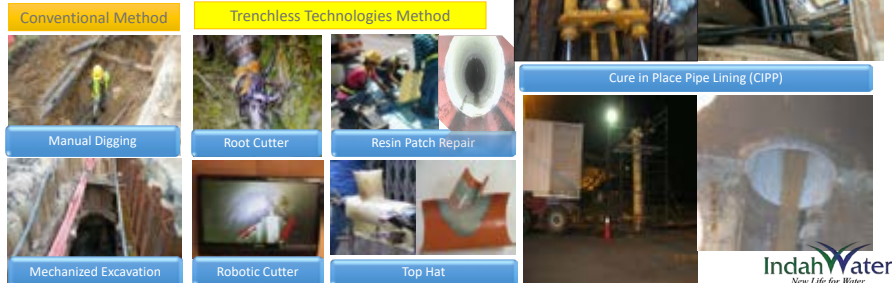 Conventional Method
Trenchless Technologies Method
Cure in Place Pipe Lining (CIPP)
Manual Digging
Root Cutter
Resin Patch Repair
Mechanized Excavation
Robotic Cutter
Top Hat
IndahWater
New Life for Water